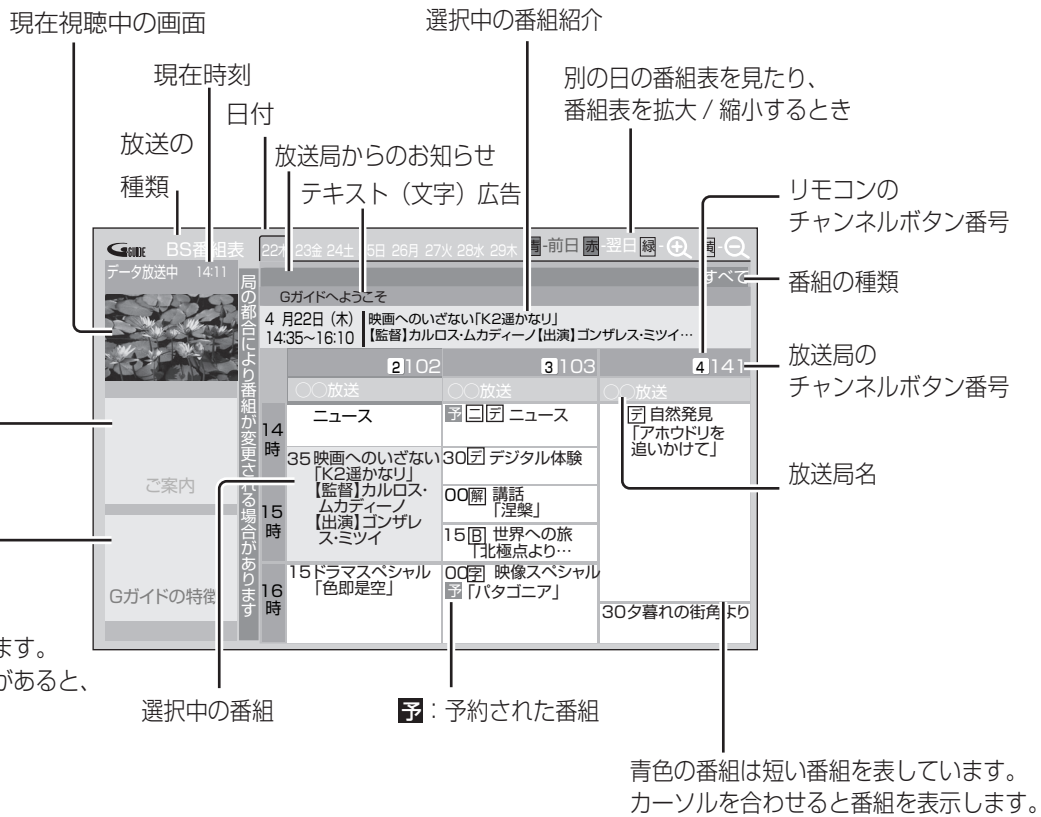 現在視聴中の画面
選択中の番組紹介
現在時刻
別の日の番組表を見たり、
番組表を拡大 / 縮小するとき
日付
放送の
種類
放送局からのお知らせ
テキスト（文字）広告
リモコンの
チャンネルボタン番号
番組の種類
放送局の
チャンネルボタン番号
放送局名
GUIDE BS番組表
22木 23金 24土 25日 26月 27火 28水 29木 青-前日 赤-翌日 緑- 黄-
データ放送中 14:11
すべて
Gガイドへようこそ
4月22日（木）
14:35~16:10
映画へのいざない「K2遥かなり」
【監督】カルロス・ムカディーノ【出演】ゴンザレス・ミツイ…
局の都合により番組が変更される場合があります
2 102
3 103
4 141
○○放送
○○放送
○○放送
14時
15時
16時
ニュース
35 映画へのいざない
「K2遥かなり」
【監督】カルロス・
ムカディーノ
【出演】ゴンザレ
ス・ミツイ
15ドラマスペシャル
「色即是空」
予 二 デ ニュース
30 デ デジタル体験
00 解 講話
「涅槃」
15 B 世界への旅
「北極点より…
00 字 映像スペシャル
予 「パタゴニア」
デ 自然発見
「アホウドリを
追いかけて」
30夕暮れの街角より
ご案内
Gガイドの特徴
ます。
があると、
選択中の番組
予：予約された番組
青色の番組は短い番組を表しています。
カーソルを合わせると番組を表示します。